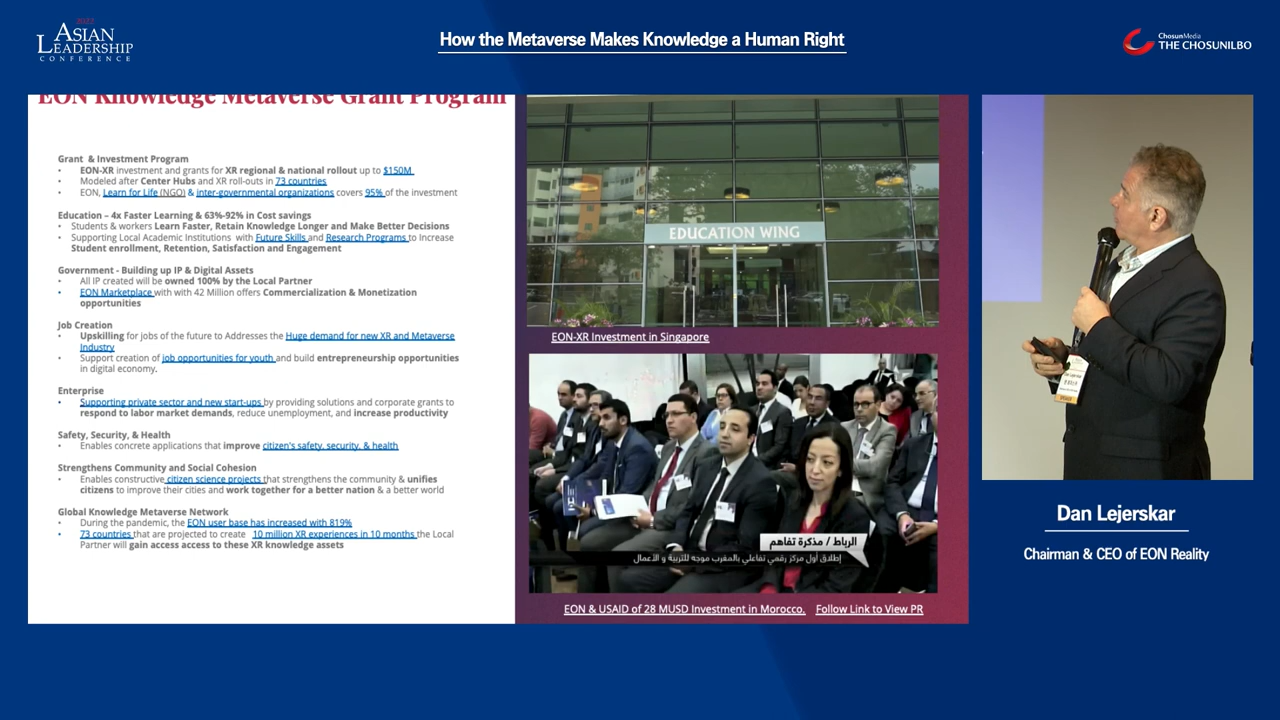 2022
ASIAN
LEADERSHIP
CONFERENCE
How the Metaverse Makes Knowledge a Human Right
ChosunMedia
THE CHOSUNILBO
EON Knowledge Metaverse Grant Program
Grant & Investment Program
• EON-XR investment and grants for XR regional & national rollout up to $150M
• Modeled after Center Hubs and XR roll-outs in 73 countries
• EON, Learn for Life (NGO) & inter-governmental organizations covers 95% of the investment
Education – 4x Faster Learning & 63%-92% in Cost savings
• Students & workers Learn Faster, Retain Knowledge Longer and Make Better Decisions
• Supporting Local Academic Institutions with Future Skills and Research Programs to Increase
Student enrollment, Retention, Satisfaction and Engagement
Government - Building up IP & Digital Assets
• All IP created will be owned 100% by the Local Partner
• EON Marketplace with with 42 Million offers Commercialization & Monetization
opportunities
Job Creation
• Upskilling for jobs of the future to Addresses the Huge demand for new XR and Metaverse
Industry
• Support creation of job opportunities for youth and build entrepreneurship opportunities
in digital economy.
Enterprise
• Supporting private sector and new start-ups by providing solutions and corporate grants to
respond to labor market demands, reduce unemployment, and increase productivity
Safety, Security, & Health
• Enables concrete applications that improve citizen's safety, security, & health
Strengthens Community and Social Cohesion
• Enables constructive citizen science projects that strengthens the community & unifies
citizens to improve their cities and work together for a better nation & a better world
Global Knowledge Metaverse Network
• During the pandemic, the EON user base has increased with 819%
• 73 countries that are projected to create 10 million XR experiences in 10 months the Local
Partner will gain access access to these XR knowledge assets
EDUCATION WING
EON-XR Investment in Singapore
الرباط / مذكرة تفاهم
إطلاق أول مركز رقمي تفاعلي بالمغرب موجه للتربية و الأعمال
EON & USAID of 28 MUSD Investment in Morocco. Follow Link to View PR
Dan Lejerskar
Chairman & CEO of EON Reality